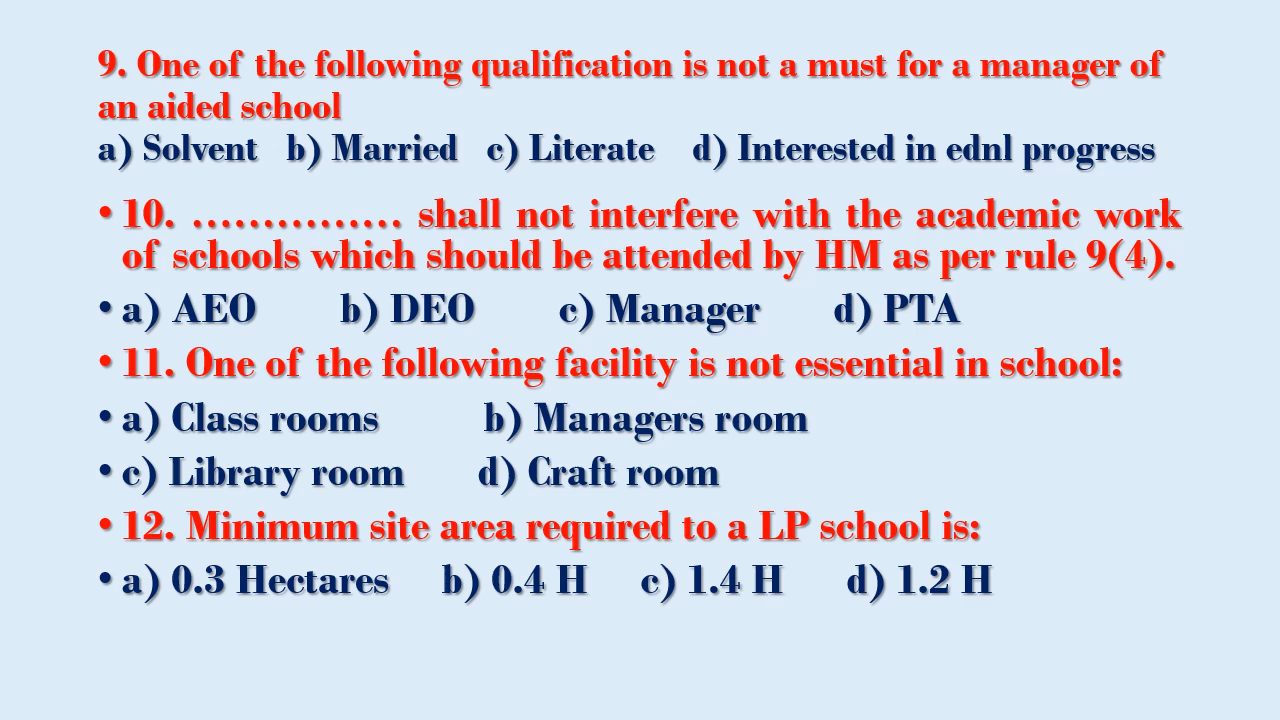 9. One of the following qualification is not a must for a manager of
an aided school
a) Solvent b) Married c) Literate d) Interested in ednl progress
• 10. …………… shall not interfere with the academic work
of schools which should be attended by HM as per rule 9(4).
• a) AEO b) DEO c) Manager d) PTA
• 11. One of the following facility is not essential in school:
• a) Class rooms b) Managers room
• c) Library room d) Craft room
• 12. Minimum site area required to a LP school is:
• a) 0.3 Hectares b) 0.4 H c) 1.4 H d) 1.2 H